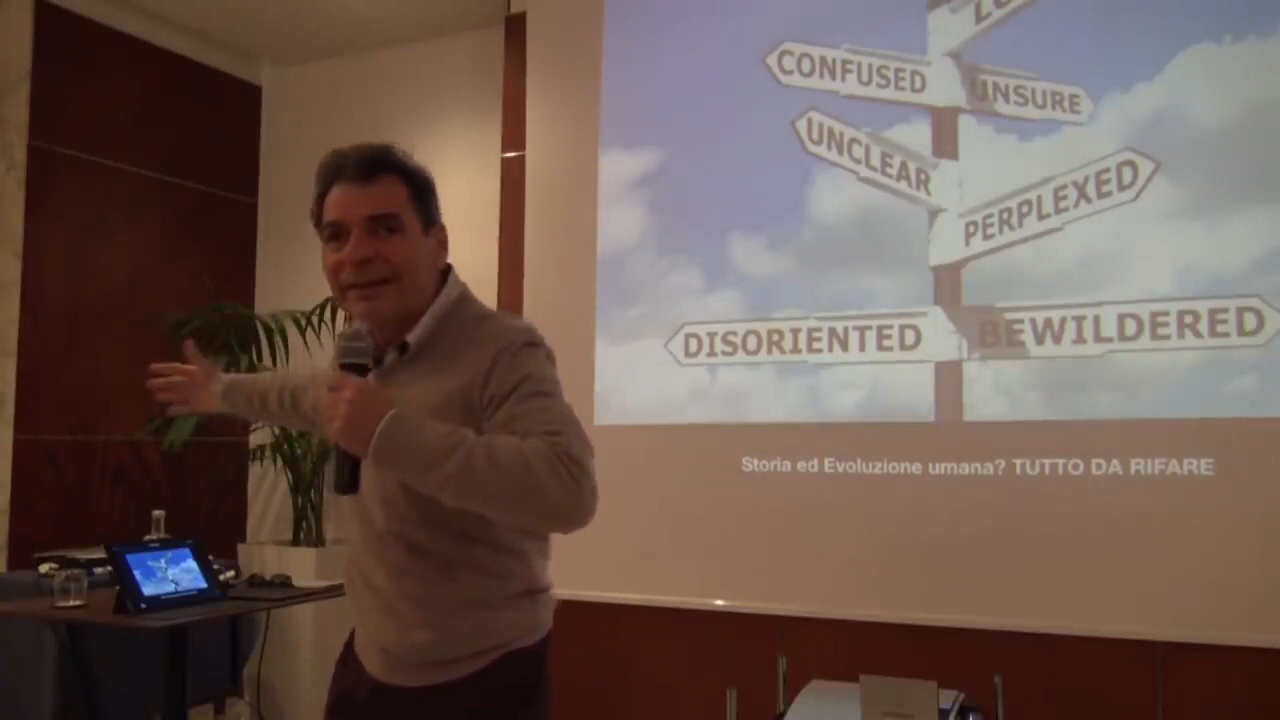 CONFUSED
UNSURE
UNCLEAR
PERPLEXED
DISORIENTED
BEWILDERED
Storia ed Evoluzione umana? TUTTO DA RIFARE